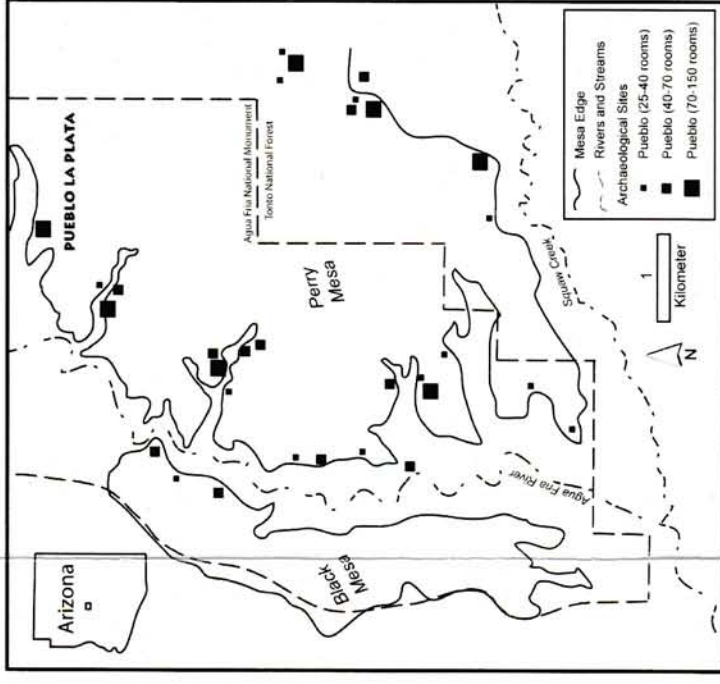 Arizona
PUEBLO LA PLATA
Agua Fria National Monument
Tonto National Forest
Perry
Mesa
Black
Mesa
Agua Fria River
Squaw Creek
1
Kilometer
N
Mesa Edge
Rivers and Streams
Archaeological Sites
Pueblo (25-40 rooms)
Pueblo (40-70 rooms)
Pueblo (70-150 rooms)